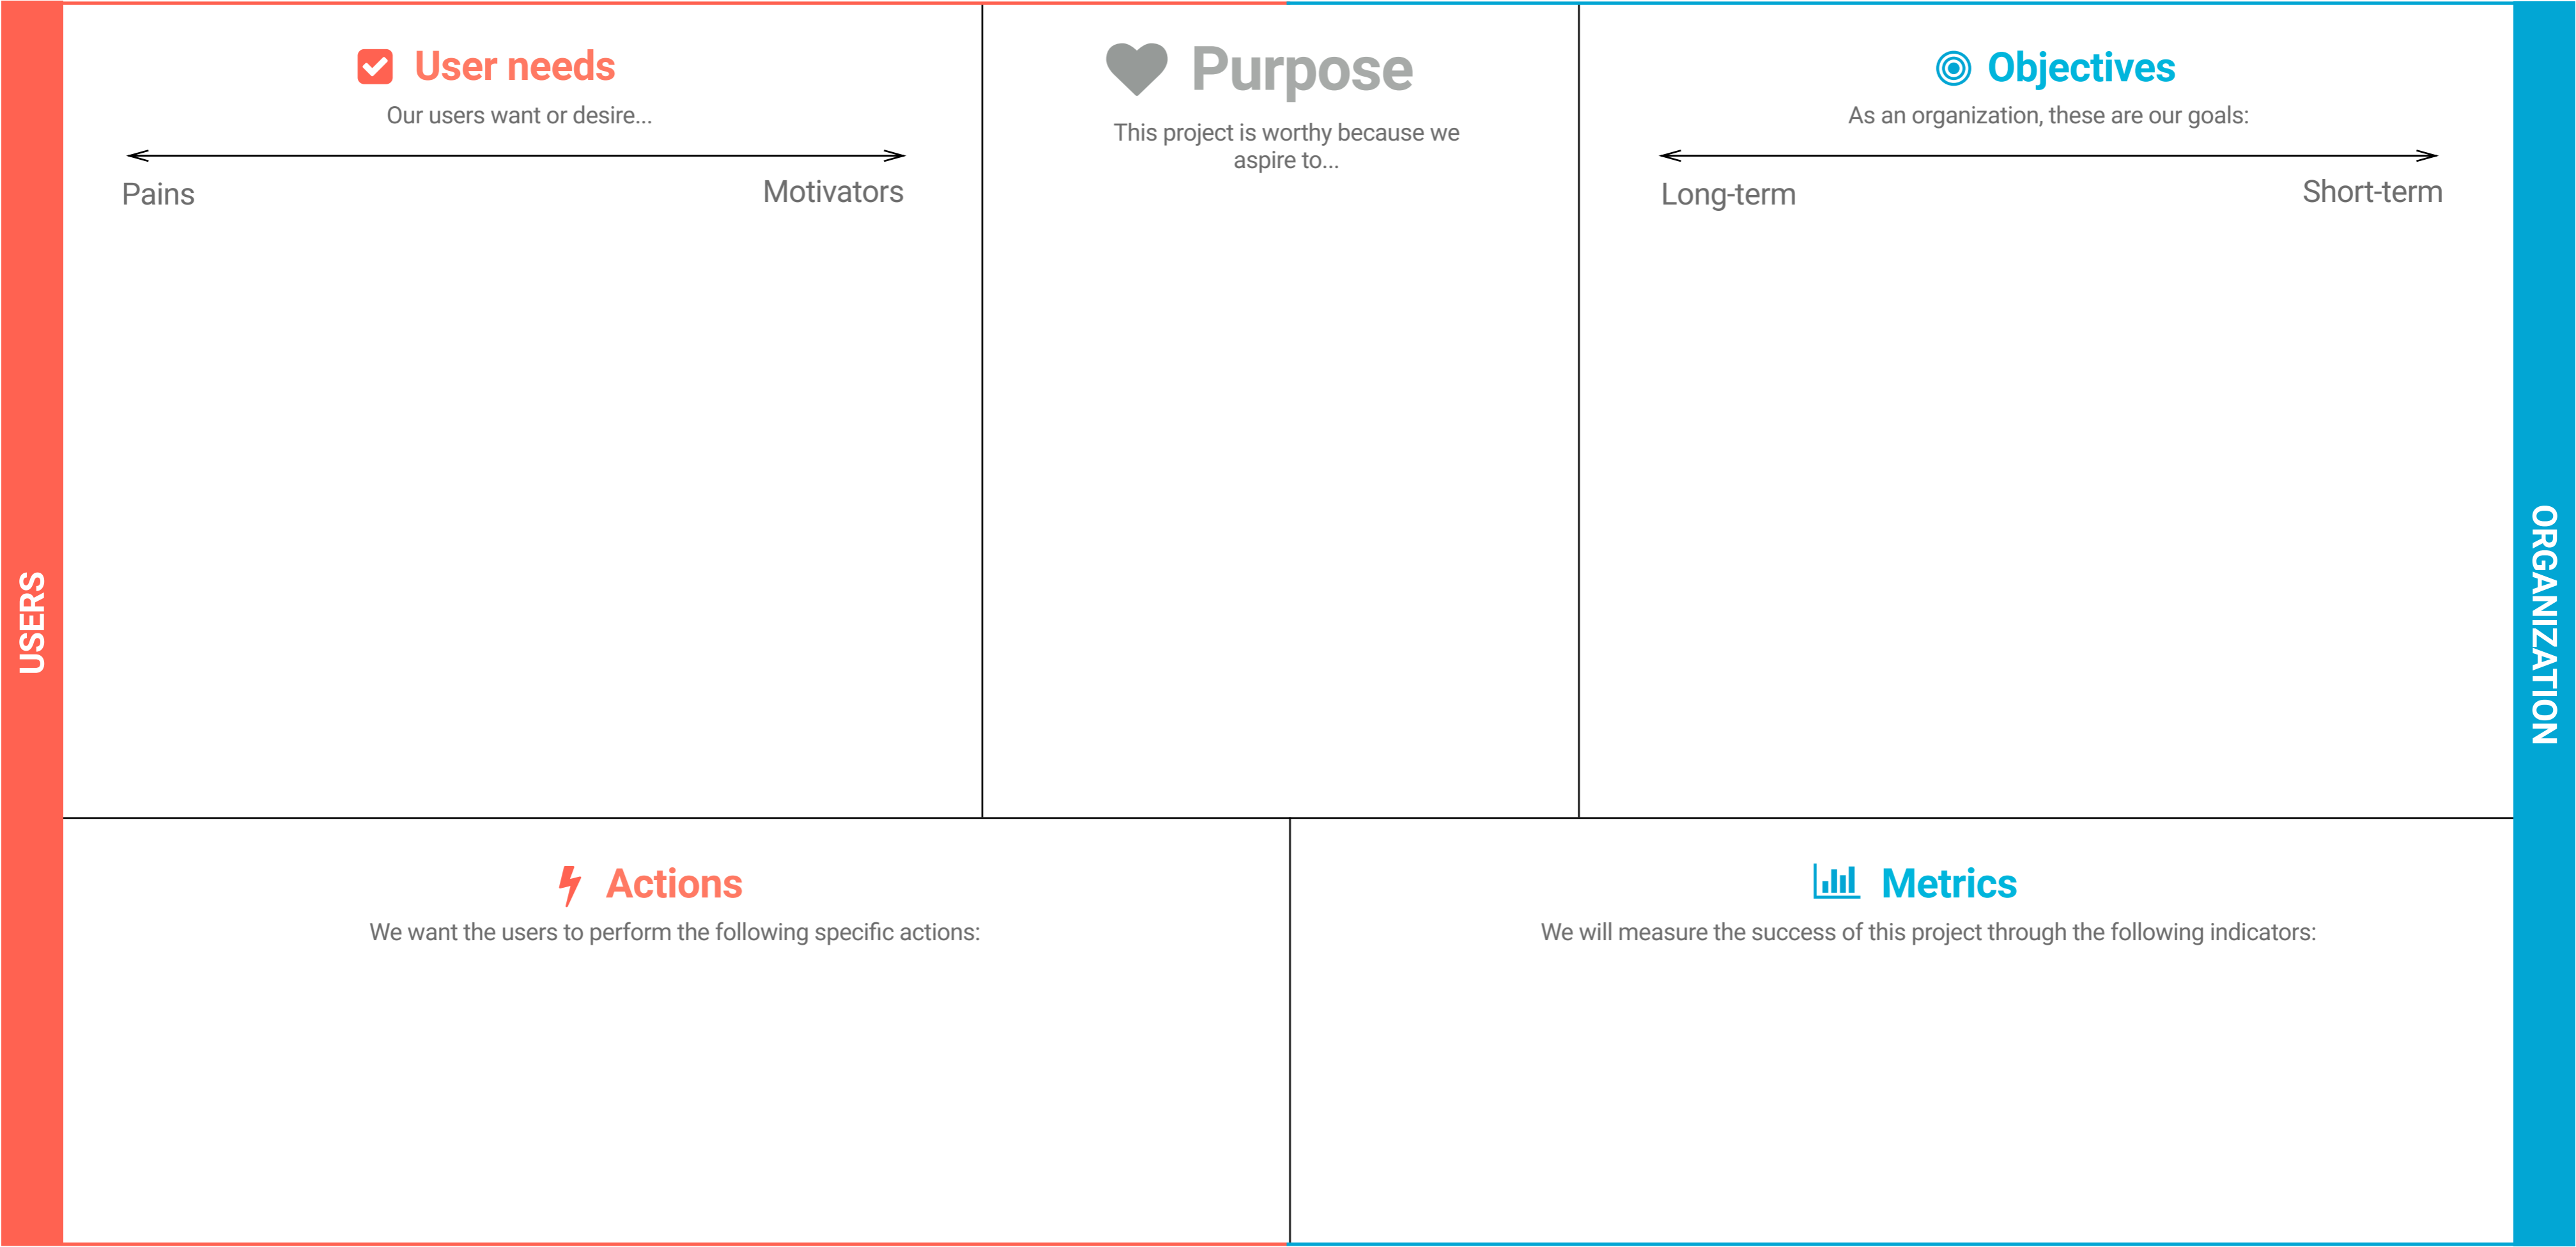 USERS
User needs
Our users want or desire...
Pains
Motivators
Purpose
This project is worthy because we
aspire to...
Objectives
As an organization, these are our goals:
Long-term
Short-term
ORGANIZATION
Actions
We want the users to perform the following specific actions:
Metrics
We will measure the success of this project through the following indicators: